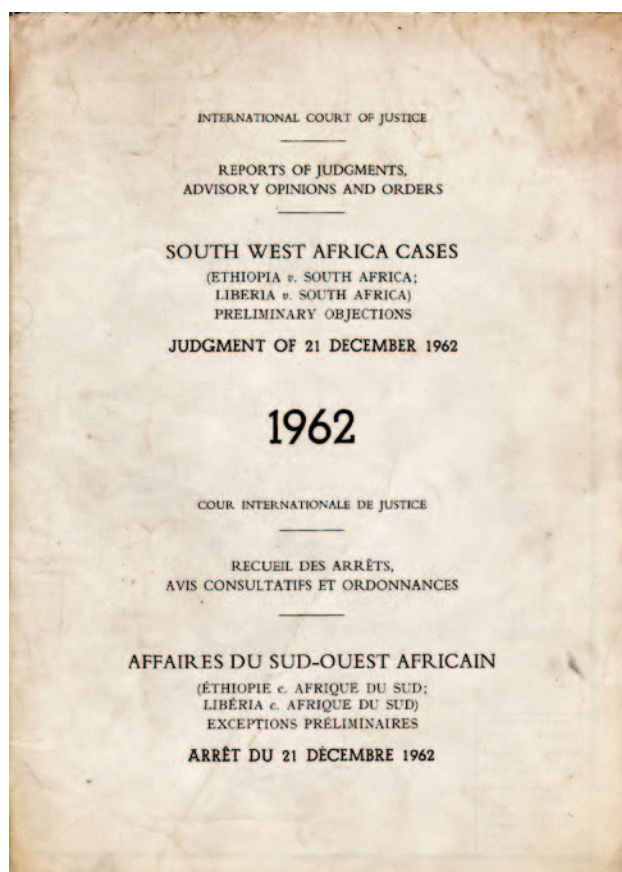 INTERNATIONAL COURT OF JUSTICE
REPORTS OF JUDGMENTS,
ADVISORY OPINIONS AND ORDERS
SOUTH WEST AFRICA CASES
(ETHIOPIA v. SOUTH AFRICA;
LIBERIA v. SOUTH AFRICA)
PRELIMINARY OBJECTIONS
JUDGMENT OF 21 DECEMBER 1962
1962
COUR INTERNATIONALE DE JUSTICE
RECUEIL DES ARRÊTS,
AVIS CONSULTATIFS ET ORDONNANCES
AFFAIRES DU SUD-OUEST AFRICAIN
(ÉTHIOPIE c. AFRIQUE DU SUD;
LIBÉRIA c. AFRIQUE DU SUD)
EXCEPTIONS PRÉLIMINAIRES
ARRÊT DU 21 DÉCEMBRE 1962